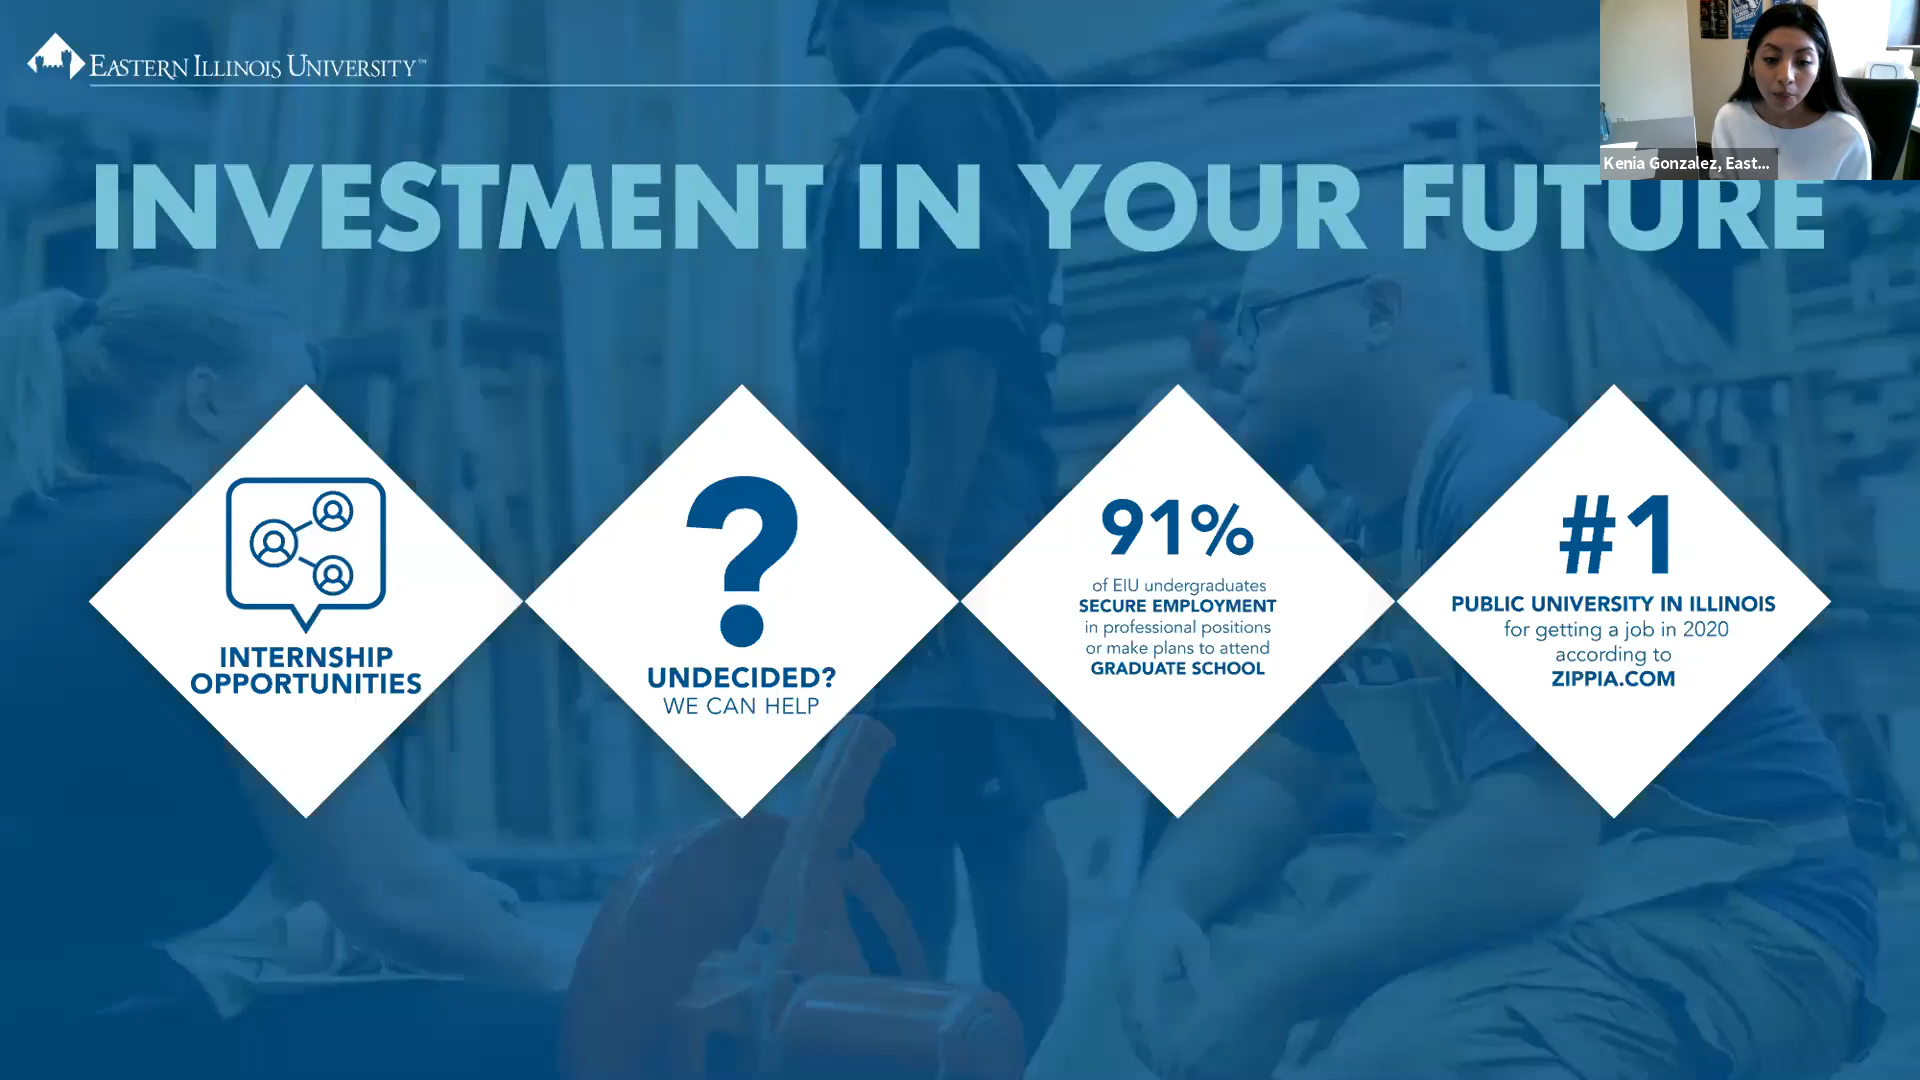 EASTERN ILLINOIS UNIVERSITY™
Kenia Gonzalez, East...
INVESTMENT IN YOUR FUTURE
INTERNSHIP
OPPORTUNITIES
?
UNDECIDED?
WE CAN HELP
91%
of EIU undergraduates
SECURE EMPLOYMENT
in professional positions
or make plans to attend
GRADUATE SCHOOL
#1
PUBLIC UNIVERSITY IN ILLINOIS
for getting a job in 2020
according to
ZIPPIA.COM